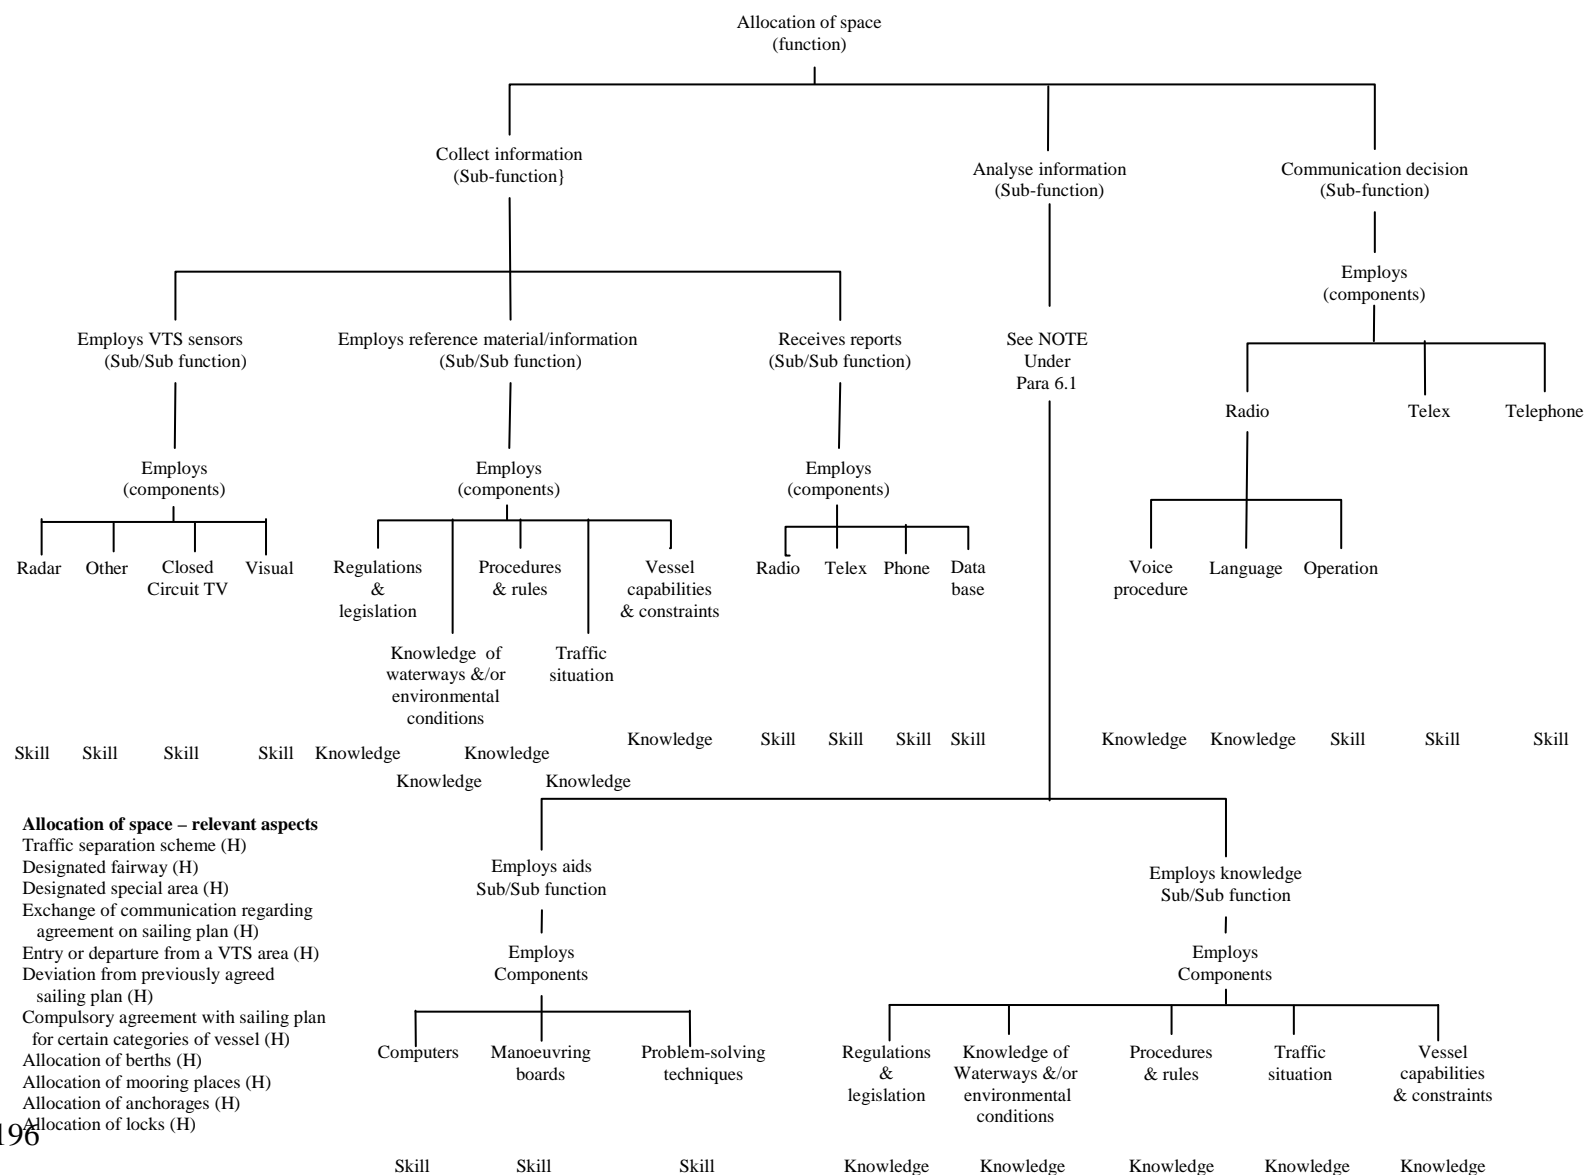 Allocation of space
(function)
Collect information
(Sub-function}
Analyse information
(Sub-function)
Communication decision
(Sub-function)
Employs
(components)
Employs VTS sensors
(Sub/Sub function)
Employs reference material/information
(Sub/Sub function)
Receives reports
(Sub/Sub function)
See NOTE
Under
Para 6.1
Radio
Telex
Telephone
Employs
(components)
Employs
(components)
Employs
(components)
Radar
Other
Closed
Circuit TV
Visual
Regulations
&
legislation
Procedures
& rules
Vessel
capabilities
& constraints
Radio
Telex
Phone
Data
base
Voice
procedure
Language
Operation
Knowledge of
waterways &/or
environmental
conditions
Traffic
situation
Skill
Skill
Skill
Skill
Knowledge
Knowledge
Knowledge
Skill
Skill
Skill
Skill
Knowledge
Knowledge
Skill
Skill
Skill
Knowledge
Knowledge
Allocation of space – relevant aspects
Traffic separation scheme (H)
Designated fairway (H)
Designated special area (H)
Exchange of communication regarding
agreement on sailing plan (H)
Entry or departure from a VTS area (H)
Deviation from previously agreed
sailing plan (H)
Compulsory agreement with sailing plan
for certain categories of vessel (H)
Allocation of berths (H)
Allocation of mooring places (H)
Allocation of anchorages (H)
Allocation of locks (H)
196
Employs aids
Sub/Sub function
Employs
Components
Employs knowledge
Sub/Sub function
Employs
Components
Computers
Manoeuvring
boards
Problem-solving
techniques
Regulations
&
legislation
Knowledge of
Waterways &/or
environmental
conditions
Procedures
& rules
Traffic
situation
Vessel
capabilities
& constraints
Skill
Skill
Skill
Knowledge
Knowledge
Knowledge
Knowledge
Knowledge